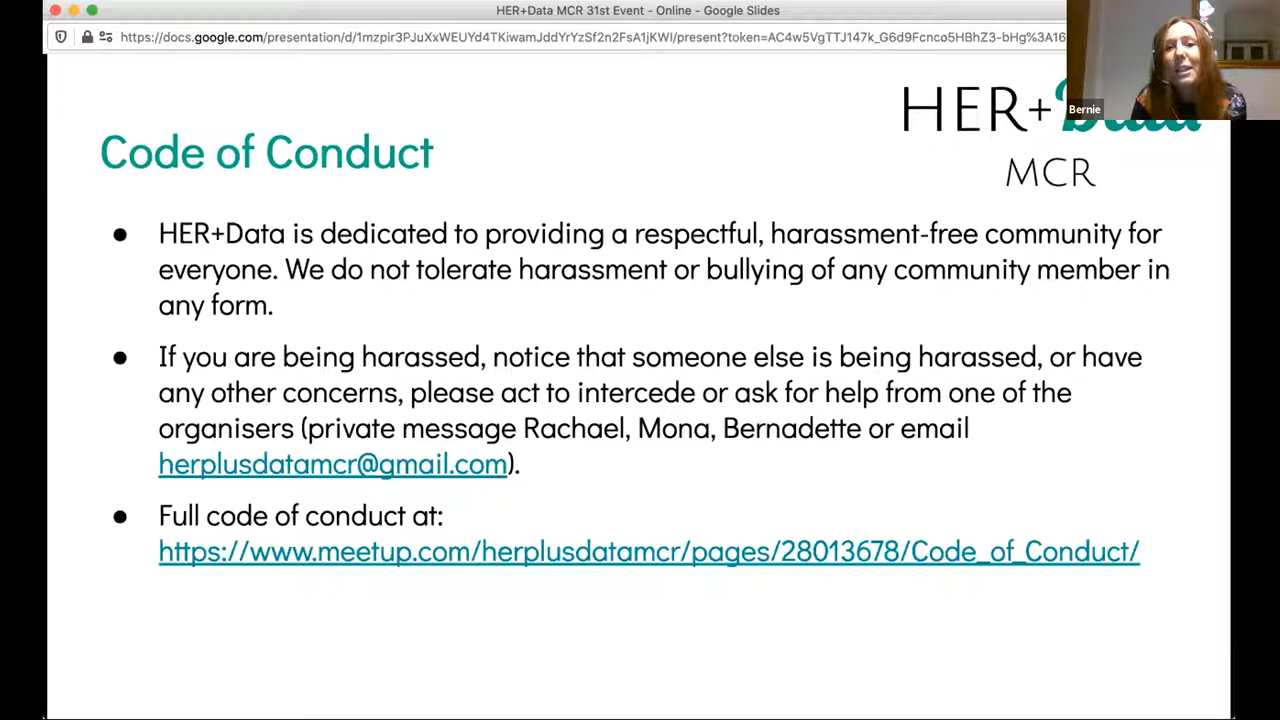 HER+Data MCR 31st Event - Online - Google Slides
https://docs.google.com/presentation/d/1mzpir3PJuXxWEUYd4TKiwamJddYrYzSf2n2FsA1jKWI/present?token=AC4w5VgTTJ147k_G6d9Fcnco5HBhZ3-bHg%3A16
Bernie
HER+Data
MCR
Code of Conduct
● HER+Data is dedicated to providing a respectful, harassment-free community for
everyone. We do not tolerate harassment or bullying of any community member in
any form.
● If you are being harassed, notice that someone else is being harassed, or have
any other concerns, please act to intercede or ask for help from one of the
organisers (private message Rachael, Mona, Bernadette or email
herplusdatamcr@gmail.com).
● Full code of conduct at:
https://www.meetup.com/herplusdatamcr/pages/28013678/Code_of_Conduct/